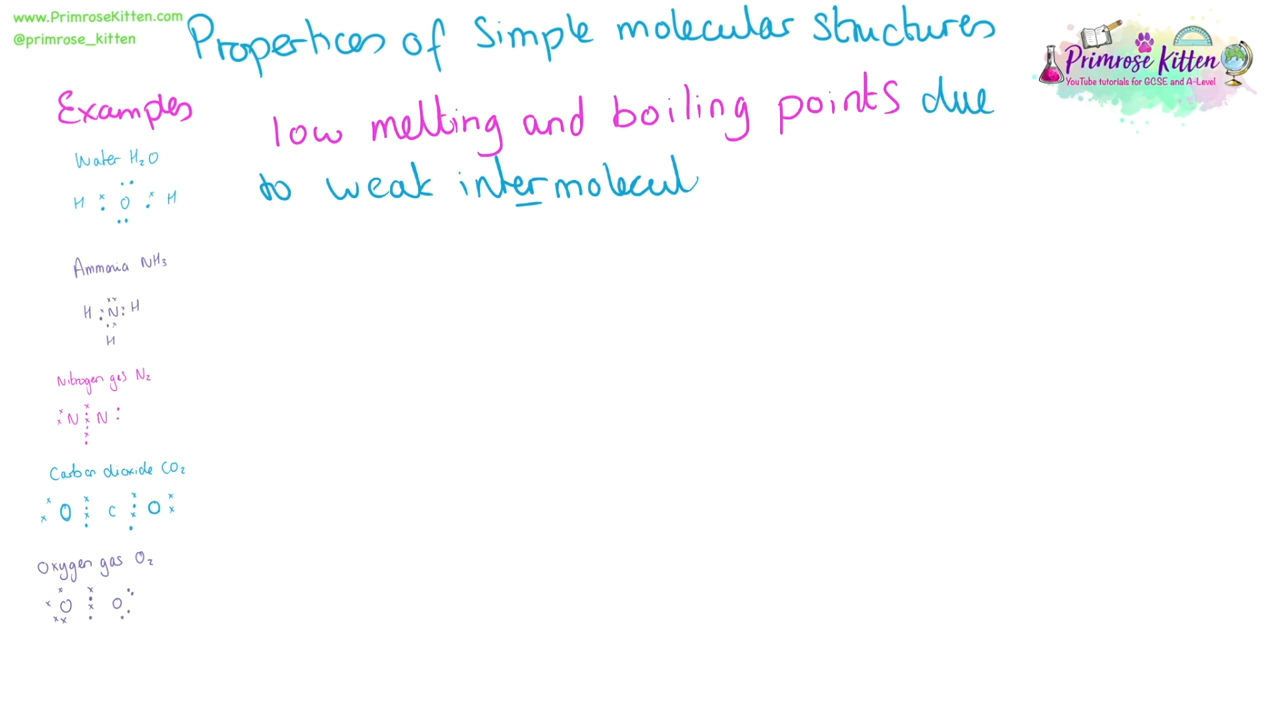 www.PrimroseKitten.com
@primrose_kitten
Properties of Simple molecular structures
Primrose Kitten
YouTube tutorials for GCSE and A-Level
Examples
low melting and boiling points due
to weak intermolecul
Water H₂O
H O H
Ammonia NH₃
H N H
H
Nitrogen gas N₂
N N
Carbon dioxide CO₂
O C O
Oxygen gas O₂
O O